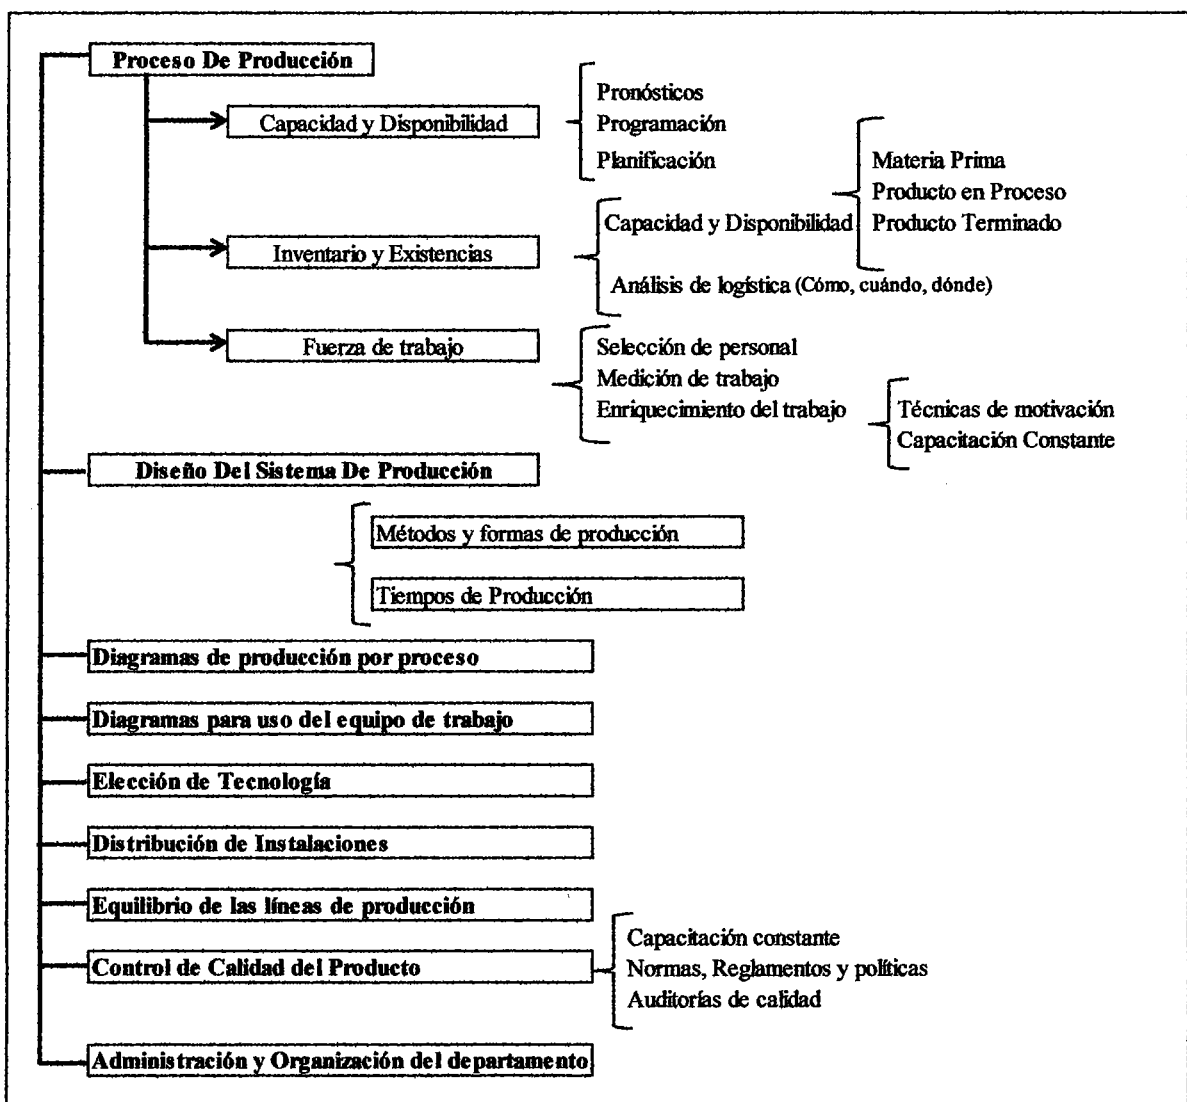 Proceso De Producción
Capacidad y Disponibilidad
Pronósticos
Programación
Planificación
Materia Prima
Producto en Proceso
Producto Terminado
Capacidad y Disponibilidad
Inventario y Existencias
Análisis de logística (Cómo, cuándo, dónde)
Fuerza de trabajo
Selección de personal
Medición de trabajo
Enriquecimiento del trabajo
Técnicas de motivación
Capacitación Constante
Diseño Del Sistema De Producción
Métodos y formas de producción
Tiempos de Producción
Diagramas de producción por proceso
Diagramas para uso del equipo de trabajo
Elección de Tecnología
Distribución de Instalaciones
Equilibrio de las líneas de producción
Control de Calidad del Producto
Capacitación constante
Normas, Reglamentos y políticas
Auditorías de calidad
Administración y Organización del departamento